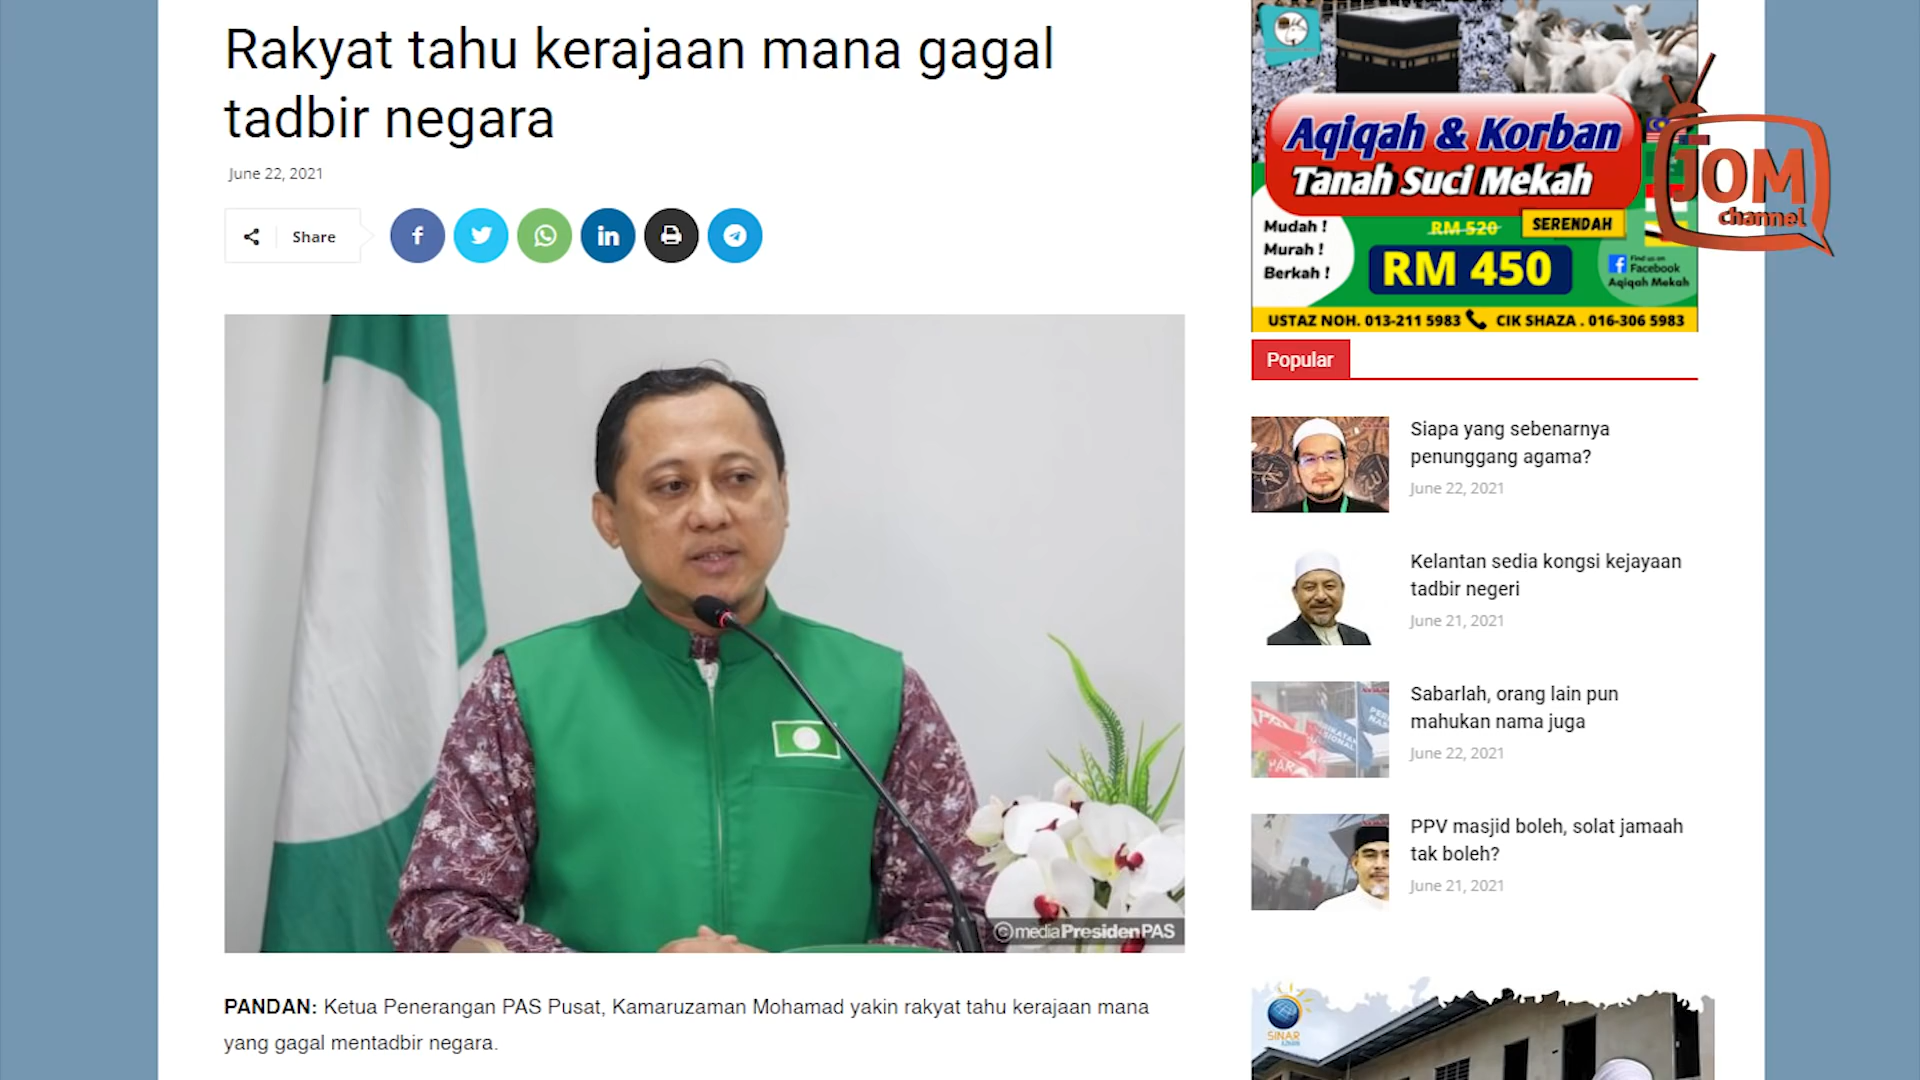 Rakyat tahu kerajaan mana gagal
tadbir negara
June 22, 2021
Share
©mediaPresidenPAS
PANDAN: Ketua Penerangan PAS Pusat, Kamaruzaman Mohamad yakin rakyat tahu kerajaan mana
yang gagal mentadbir negara.
Aqiqah & Korban
Tanah Suci Mekah
Mudah !
Murah !
Berkah !
RM 520
SERENDAH
RM 450
Find us on
Facebook
Aqiqah Mekah
USTAZ NOH. 013-211 5983 CIK SHAZA . 016-306 5983
JOM
channel
Popular
Siapa yang sebenarnya
penunggang agama?
June 22, 2021
Kelantan sedia kongsi kejayaan
tadbir negeri
June 21, 2021
Sabarlah, orang lain pun
mahukan nama juga
June 22, 2021
PPV masjid boleh, solat jamaah
tak boleh?
June 21, 2021
SINAR